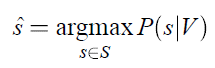 ŝ = argmax P(s|V)
s∈S